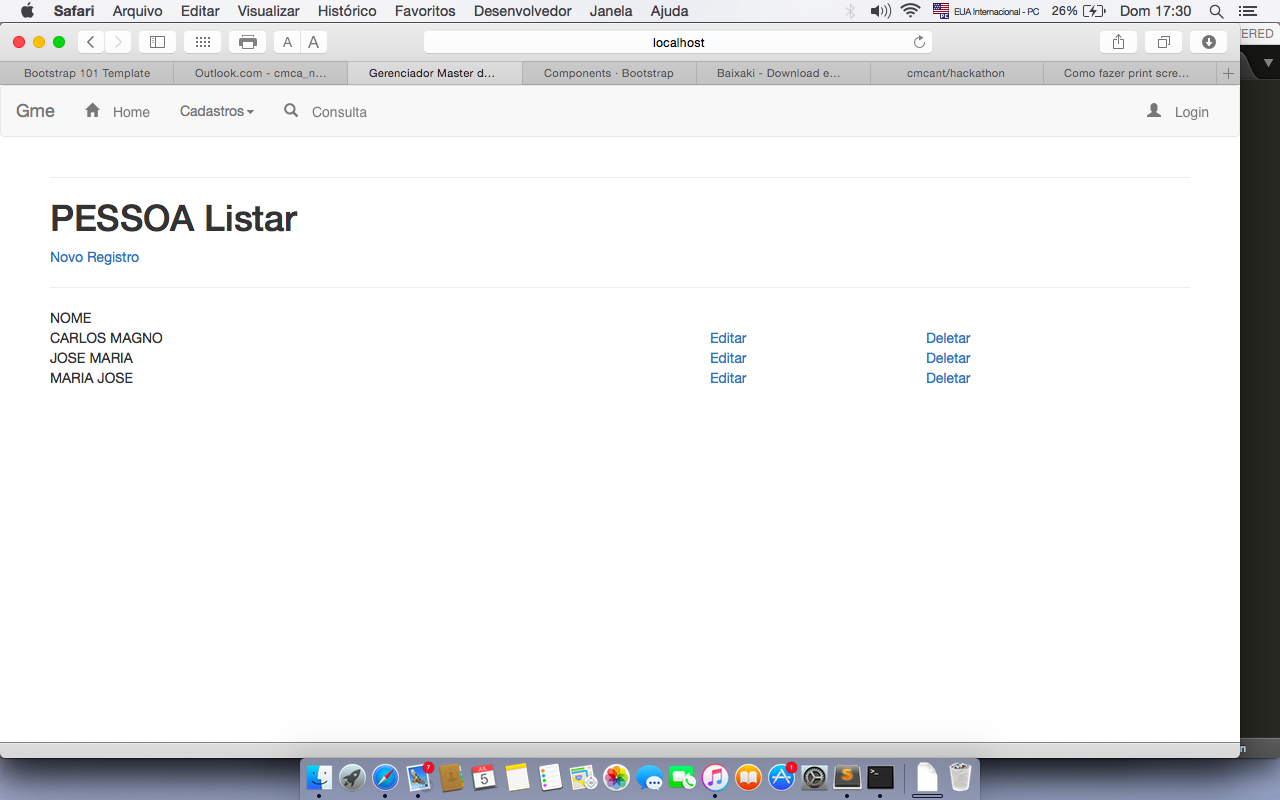 Safari Arquivo Editar Visualizar Histórico Favoritos Desenvolvedor Janela Ajuda EUA Internacional - PC 26% Dom 17:30
A A localhost
ERED
Bootstrap 101 Template Outlook.com - cmca_n... Gerenciador Master d... Components · Bootstrap Baixaki - Download e... cmcant/hackathon Como fazer print scre...
Gme Home Cadastros Consulta Login
PESSOA Listar
Novo Registro
NOME
CARLOS MAGNO Editar Deletar
JOSE MARIA Editar Deletar
MARIA JOSE Editar Deletar
n
7 JUL 5 1 S >_